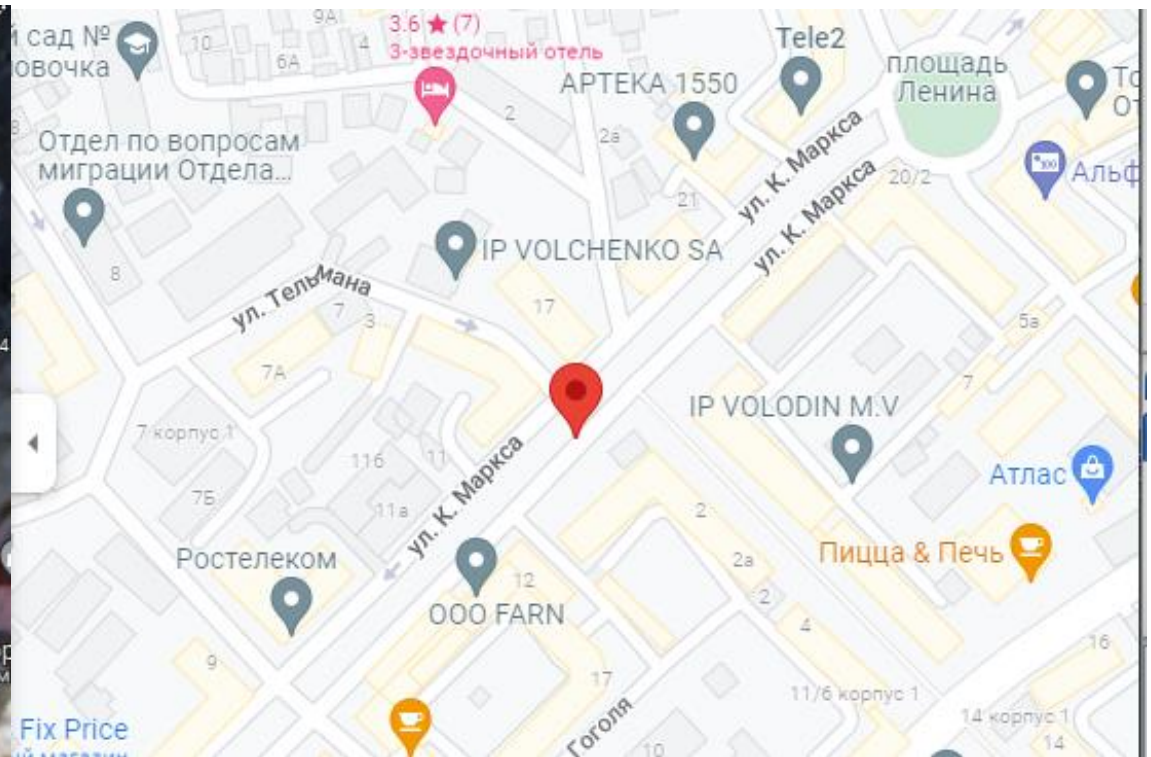 9А
3.6 ★ (7)
3-звездочный отель
сад №
овочка
10
6А
4
Tele2
площадь
Ленина
APTEKA 1550
2
2а
Отдел по вопросам
миграции Отдела...
ул. К. Маркса
ул. К. Маркса
20/2
Альф
21
IP VOLCHENKO SA
8
ул. Тельмана
7
3...
17
5а
7А
7
IP VOLODIN M.V
7 корпус 1
11б
11
Атлас
7Б
11а
ул. К. Маркса
2
Ростелеком
12
2а
Пицца & Печь
OOO FARN
2
4
16
9
17
11/6 корпус 1
Гоголя
14 корпус 1
Fix Price
10
14